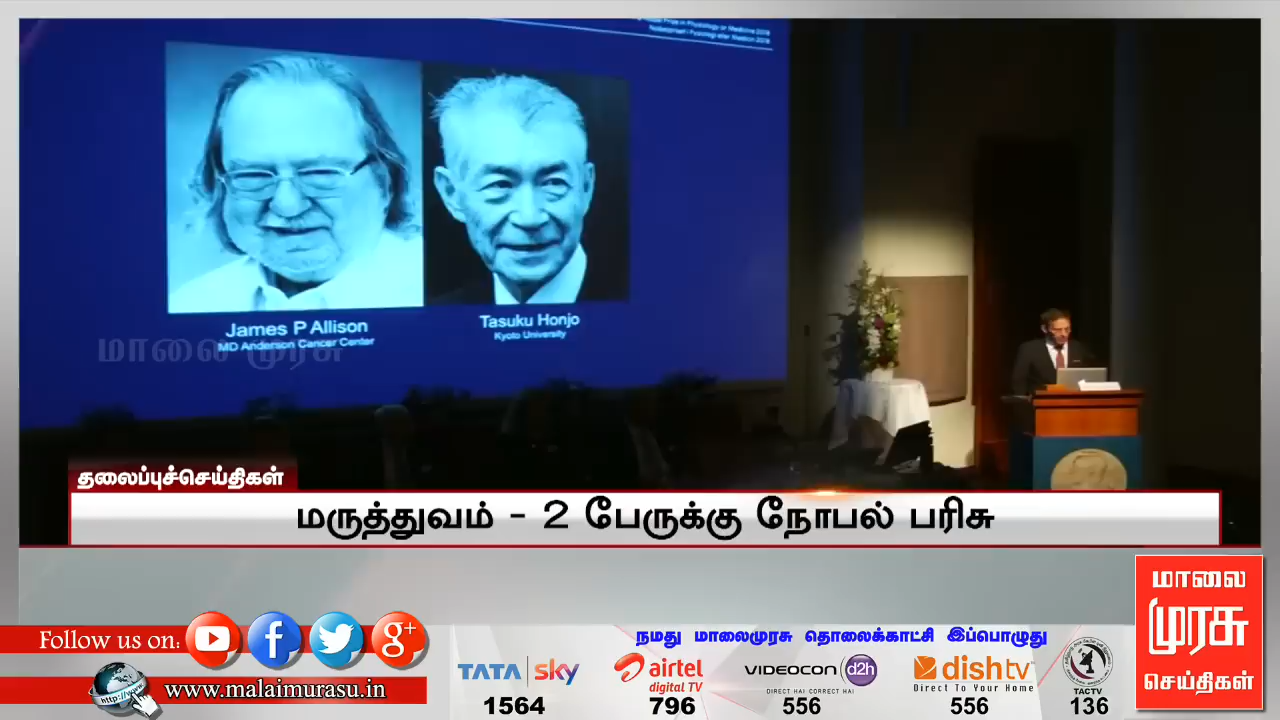 James P Allison
MD Anderson Cancer Center
Tasuku Honjo
Kyoto University
மாலை முரசு
தலைப்புச்செய்திகள்
மருத்துவம் - 2 பேருக்கு நோபல் பரிசு
Follow us on:
g+
http://www
www.malaimurasu.in
நமது மாலைமுரசு தொலைக்காட்சி இப்பொழுது
TATA sky
1564
airtel
digital TV
796
VIDEOCON d2h
DIRECT HAI CORRECT HAI
556
dishtv
Direct To Your Home
556
TACTV
136
மாலை
முரசு
செய்திகள்